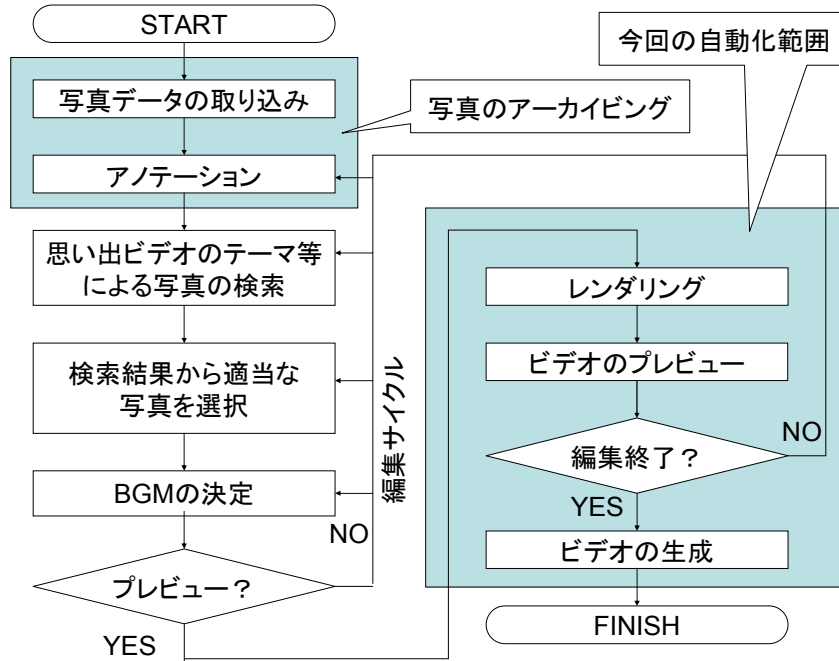 START
写真データの取り込み
アノテーション
写真のアーカイビング
思い出ビデオのテーマ等
による写真の検索
検索結果から適当な
写真を選択
BGMの決定
プレビュー？
NO
YES
編集サイクル
今回の自動化範囲
レンダリング
ビデオのプレビュー
編集終了？
NO
YES
ビデオの生成
FINISH